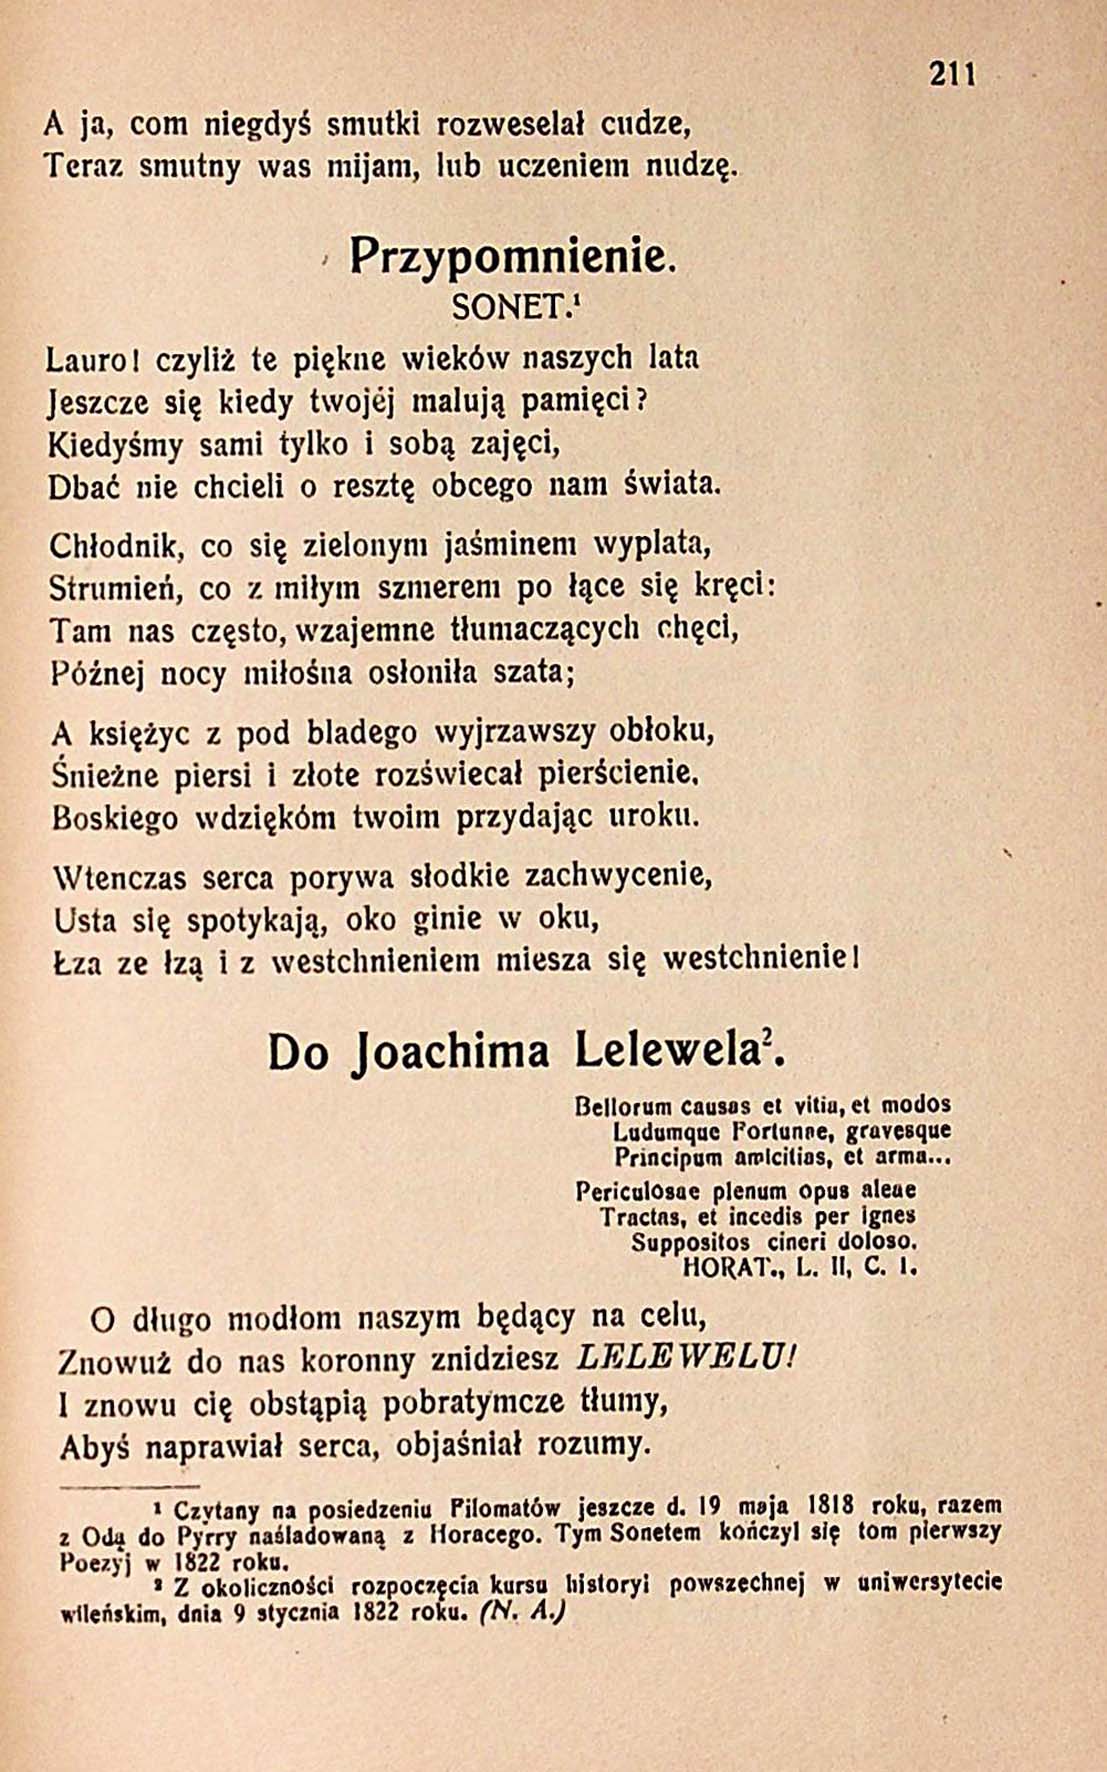 211
A ja, com niegdyś smutki rozweselał cudze,
Teraz smutny was mijam, lub uczeniem nudzę.
Przypomnienie.
SONET.¹
Lauro! czyliż te piękne wieków naszych lata
Jeszcze się kiedy twojéj malują pamięci?
Kiedyśmy sami tylko i sobą zajęci,
Dbać nie chcieli o resztę obcego nam świata.
Chłodnik, co się zielonym jaśminem wyplata,
Strumień, co z miłym szmerem po łące się kręci:
Tam nas często, wzajemne tłumaczących chęci,
Późnej nocy miłośna osłoniła szata;
A księżyc z pod bladego wyjrzawszy obłoku,
Śnieżne piersi i złote rozświecał pierścienie,
Boskiego wdziękóm twoim przydając uroku.
Wtenczas serca porywa słodkie zachwycenie,
Usta się spotykają, oko ginie w oku,
Łza ze łzą i z westchnieniem miesza się westchnienie!
Do Joachima Lelewela².
Bellorum causas et vitia, et modos
Ludumque Fortunae, gravesque
Principum amicitias, et arma...
Periculosae plenum opus aleae
Tractas, et incedis per ignes
Suppositos cineri doloso.
HORAT., L. II, C. I.
O długo modłom naszym będący na celu,
Znowuż do nas koronny znidziesz LELEWELU!
I znowu cię obstąpią pobratymcze tłumy,
Abyś naprawiał serca, objaśniał rozumy.
¹ Czytany na posiedzeniu Filomatów jeszcze d. 19 maja 1818 roku, razem
z Odą do Pyrry naśladowaną z Horacego. Tym Sonetem kończył się tom pierwszy
Poezyj w 1822 roku.
² Z okoliczności rozpoczęcia kursu historyi powszechnej w uniwersytecie
wileńskim, dnia 9 stycznia 1822 roku. (N. A.)